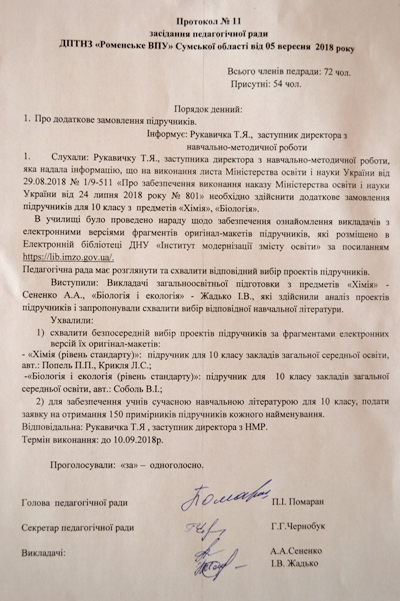 Протокол № 11
засідання педагогічної ради
ДПТНЗ «Роменське ВПУ» Сумської області від 05 вересня 2018 року
Всього членів педради: 72 чол.
Присутні: 54 чол.
Порядок денний:
1. Про додаткове замовлення підручників.
Інформує: Рукавичка Т.Я., заступник директора з
навчально-методичної роботи
1. Слухали: Рукавичку Т.Я., заступника директора з навчально-методичної роботи,
яка надала інформацію, що на виконання листа Міністерства освіти і науки України від
29.08.2018 № 1/9-511 «Про забезпечення виконання наказу Міністерства освіти і науки
України від 24 липня 2018 року № 801» необхідно здійснити додаткове замовлення
підручників для 10 класу з предметів «Хімія», «Біологія».
В училищі було проведено нараду щодо забезпечення ознайомлення викладачів з
електронними версіями фрагментів оригінал-макетів підручників, які розміщено в
Електронній бібліотеці ДНУ «Інститут модернізації змісту освіти» за посиланням
https://lib.imzo.gov.ua/.
Педагогічна рада має розглянути та схвалити відповідний вибір проектів підручників.
Виступили: Викладачі загальноосвітньої підготовки з предметів «Хімія» -
Сененко А.А., «Біологія і екологія» - Жадько І.В., які здійснили аналіз проектів
підручників і запропонували схвалити вибір відповідної навчальної літератури.
Ухвалили:
1) схвалити безпосередній вибір проектів підручників за фрагментами електронних
версій їх оригінал-макетів:
- «Хімія (рівень стандарту)»: підручник для 10 класу закладів загальної середньої освіти,
авт.: Попель П.П., Крикля Л.С.;
-«Біологія і екологія (рівень стандарту)»: підручник для 10 класу закладів загальної
середньої освіти, авт.: Соболь В.І.;
2) для забезпечення учнів сучасною навчальною літературою для 10 класу, подати
заявку на отримання 150 примірників підручників кожного найменування.
Відповідальна: Рукавичка Т.Я , заступник директора з НМР.
Термін виконання: до 10.09.2018р.
Проголосували: «за» – одноголосно.
Голова педагогічної ради П.І. Помаран
Секретар педагогічної ради Г.Г.Чернобук
Викладачі: А.А.Сененко
І.В. Жадько